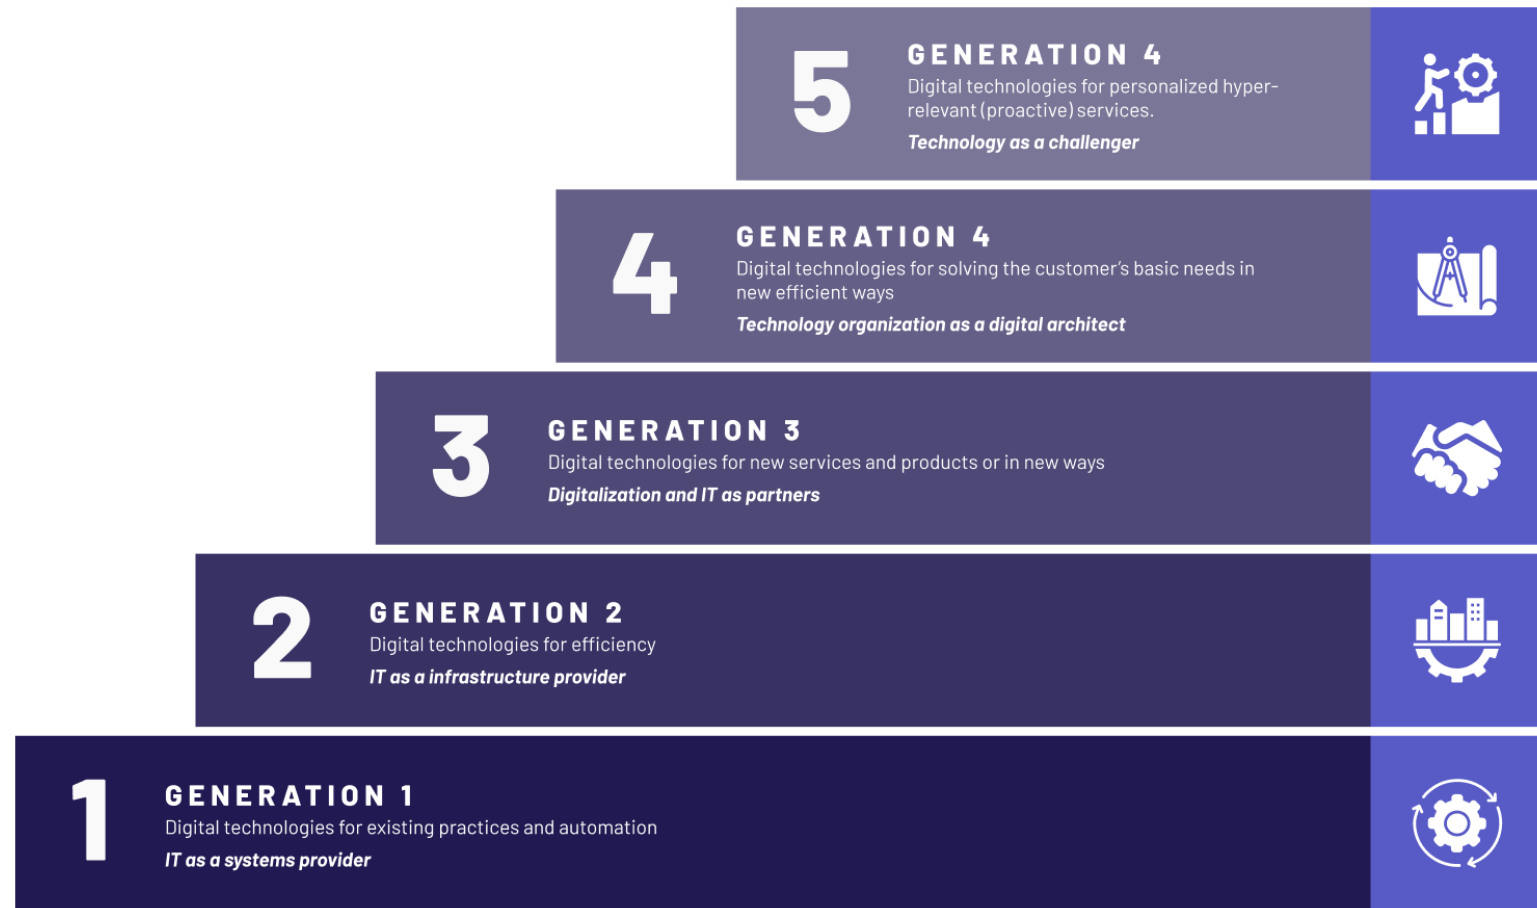 5
GENERATION 4
Digital technologies for personalized hyper-
relevant (proactive) services.
Technology as a challenger
4
GENERATION 4
Digital technologies for solving the customer's basic needs in
new efficient ways
Technology organization as a digital architect
3
GENERATION 3
Digital technologies for new services and products or in new ways
Digitalization and IT as partners
2
GENERATION 2
Digital technologies for efficiency
IT as a infrastructure provider
1
GENERATION 1
Digital technologies for existing practices and automation
IT as a systems provider